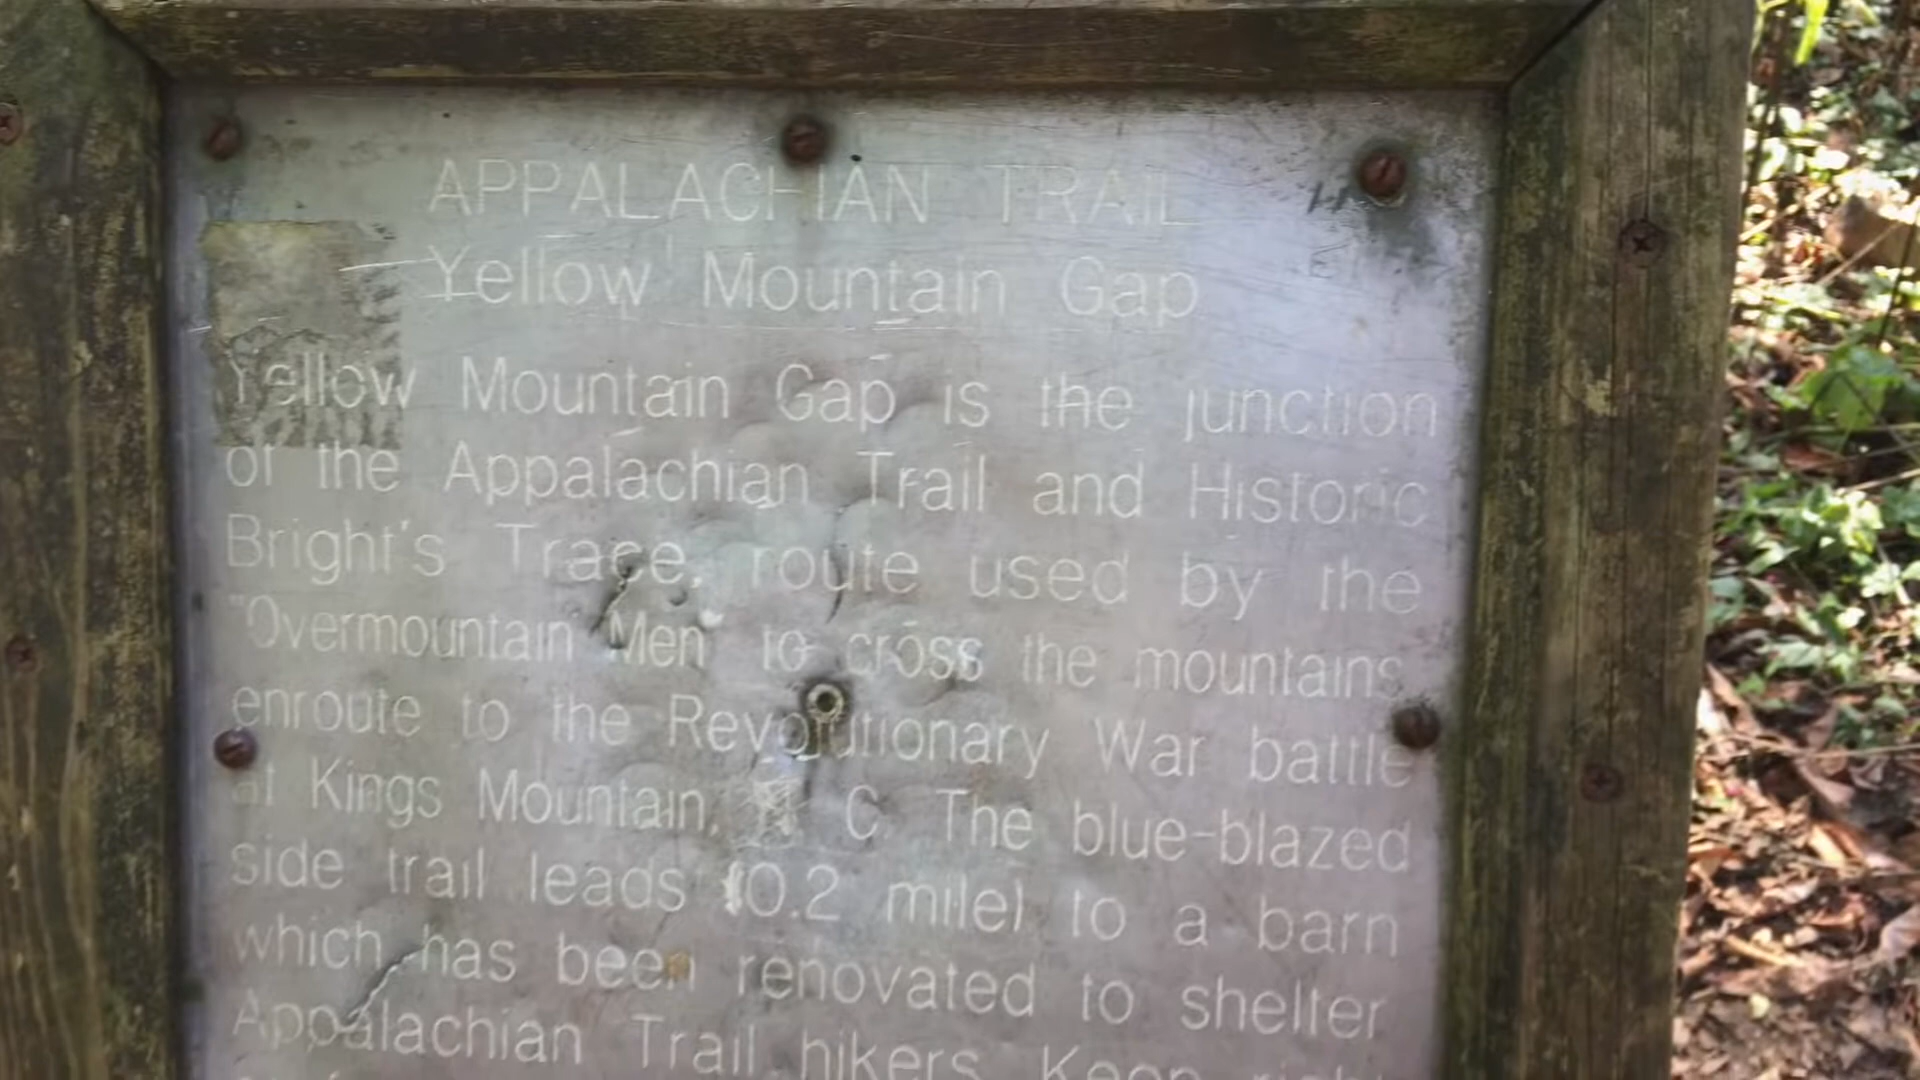 APPALACHIAN TRAIL
Yellow Mountain Gap
Yellow Mountain Gap is the junction
of the Appalachian Trail and Historic
Bright's Trace, route used by the
"Overmountain Men to cross the mountains
enroute to the Revolutionary War battle
at Kings Mountain, C. The blue-blazed
side trail leads (0.2 mile) to a barn
which has been renovated to shelter
Appalachian Trail hikers. Keep right